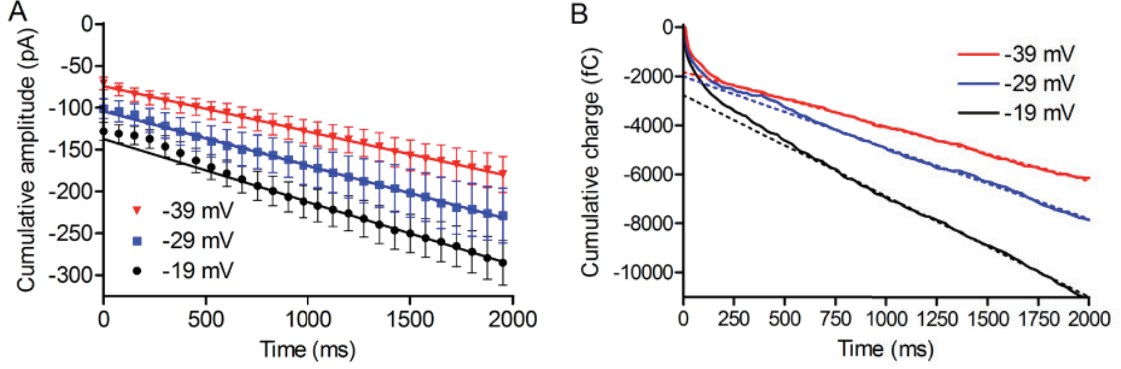 A
Cumulative amplitude (pA)
0
-50
-100
-150
-200
-250
-300
-39 mV
-29 mV
-19 mV
0
500
1000
1500
2000
Time (ms)
B
Cumulative charge (fC)
0
-2000
-4000
-6000
-8000
-10000
-39 mV
-29 mV
-19 mV
0
250
500
750
1000
1250
1500
1750
2000
Time (ms)